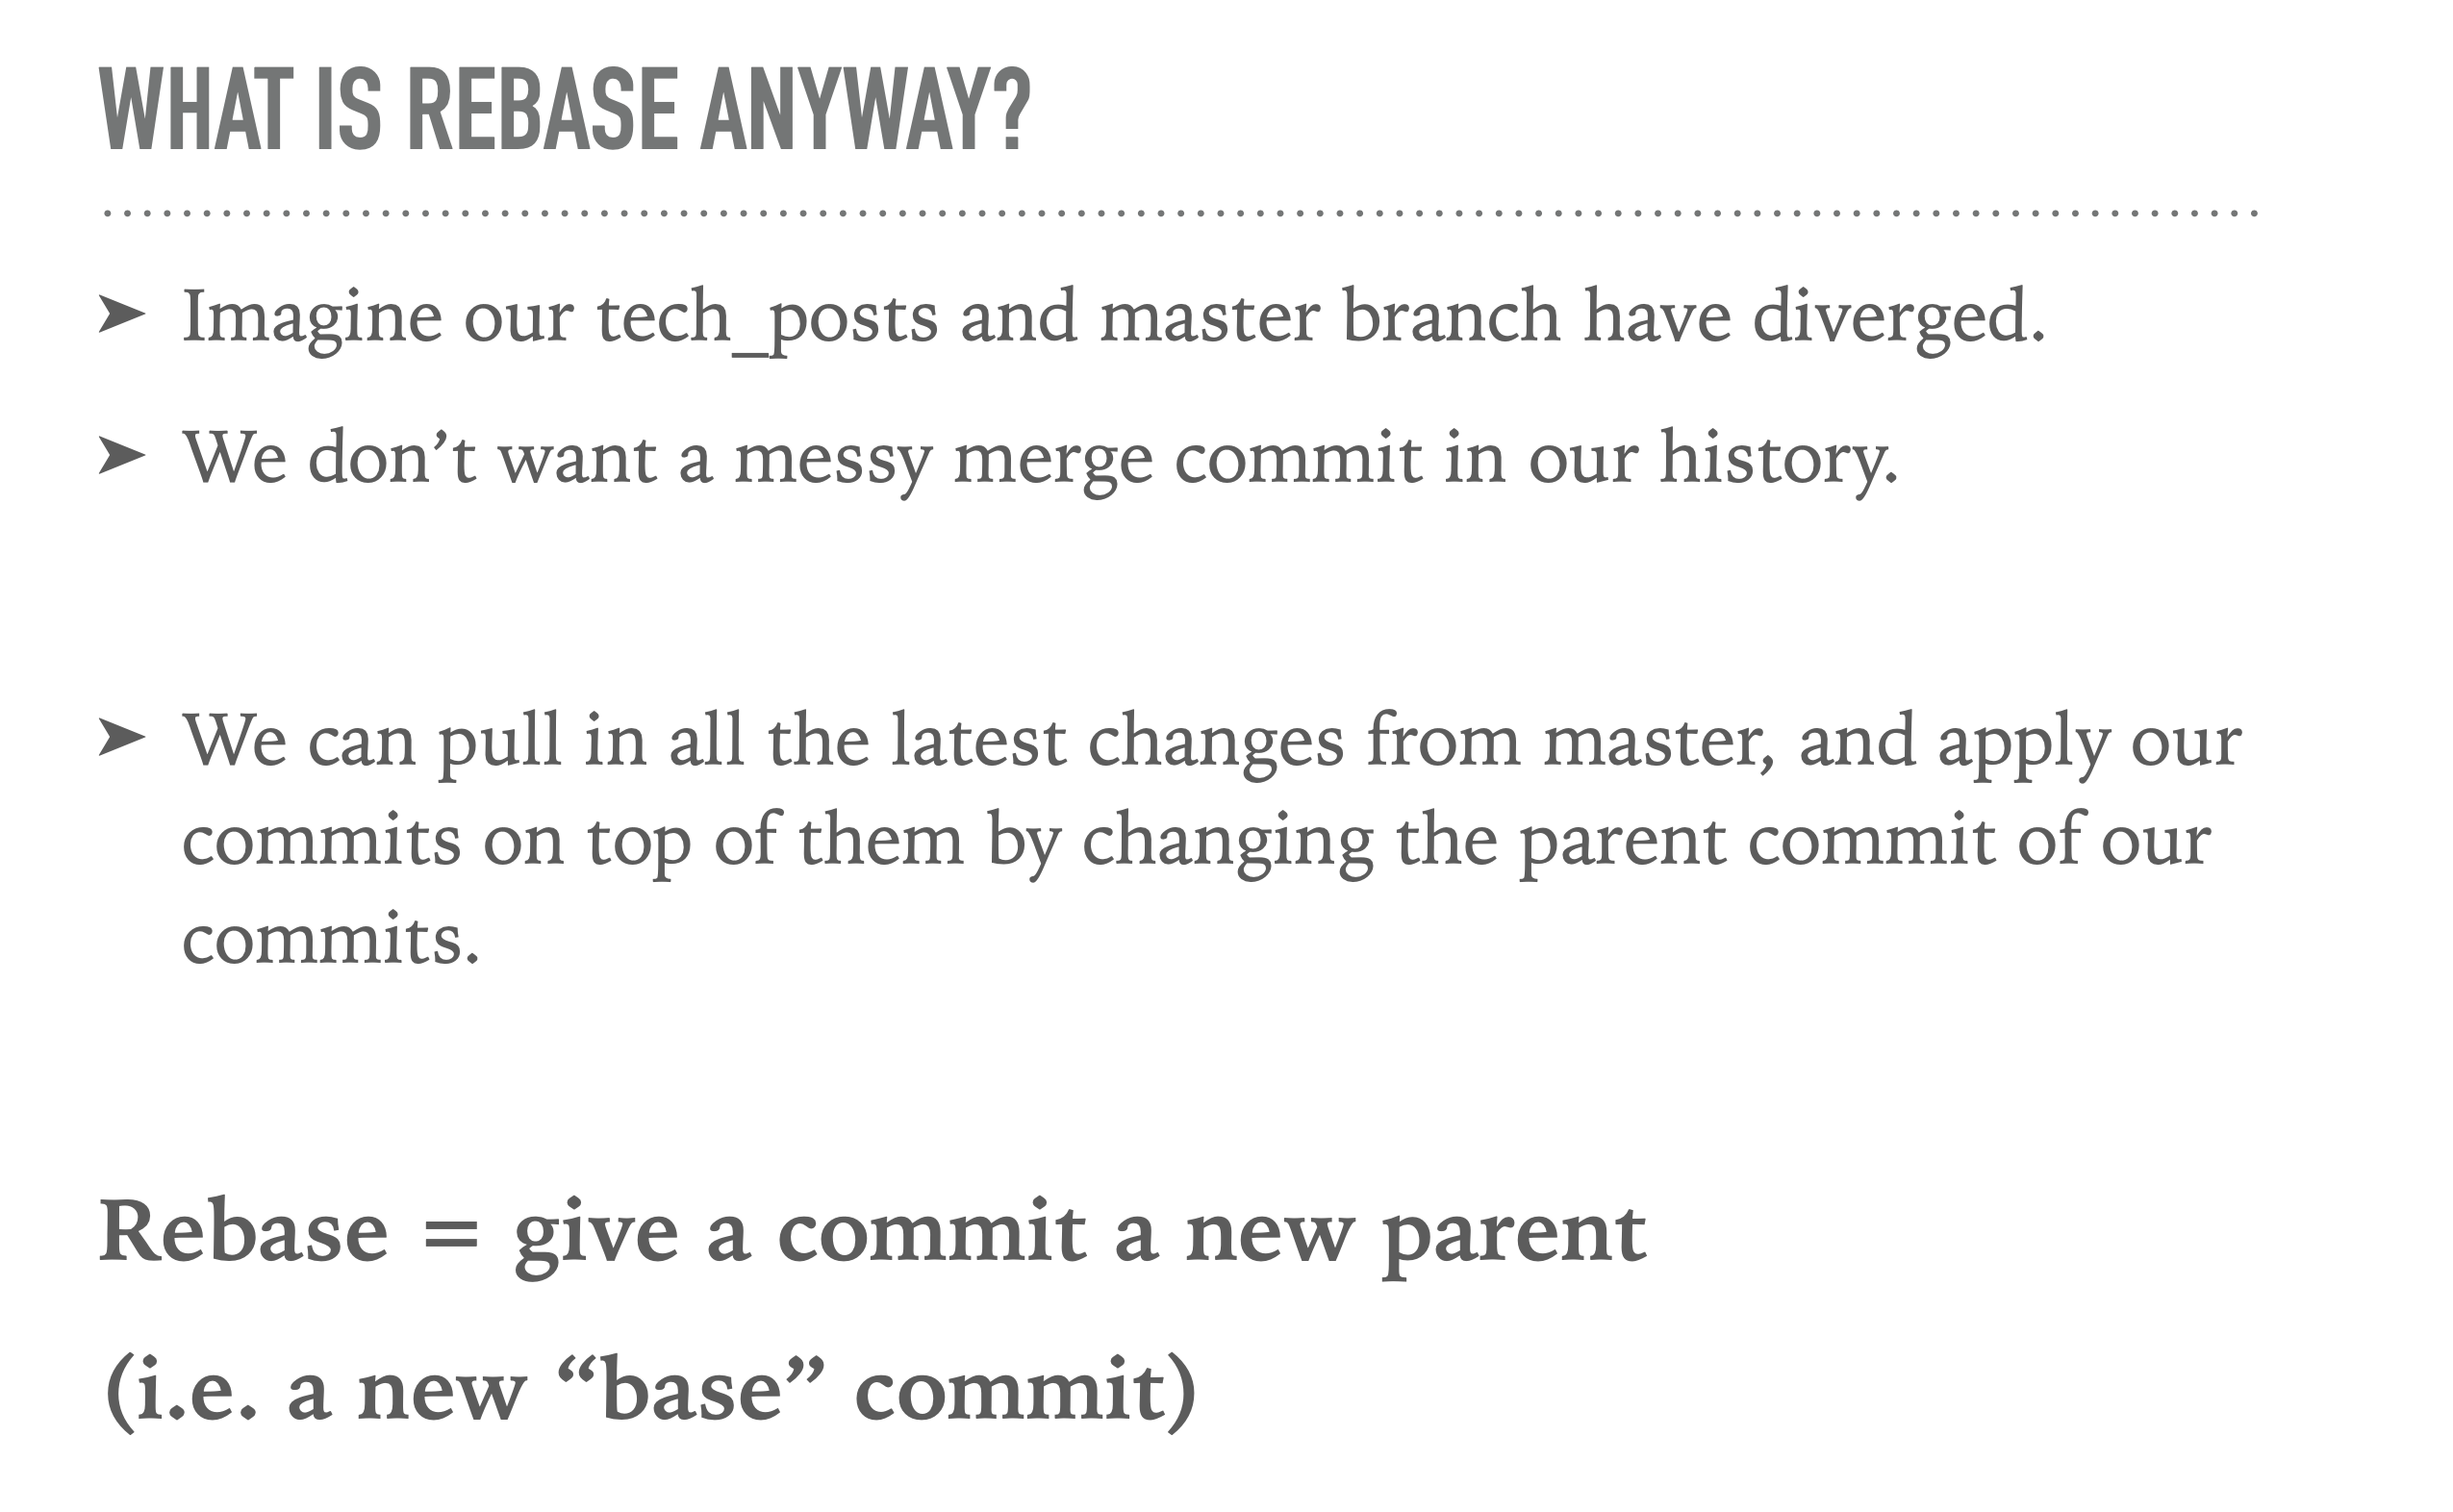 WHAT IS REBASE ANYWAY?
➤ Imagine our tech_posts and master branch have diverged.
➤ We don’t want a messy merge commit in our history.
➤ We can pull in all the latest changes from master, and apply our
commits on top of them by changing the parent commit of our
commits.
Rebase = give a commit a new parent
(i.e. a new “base” commit)